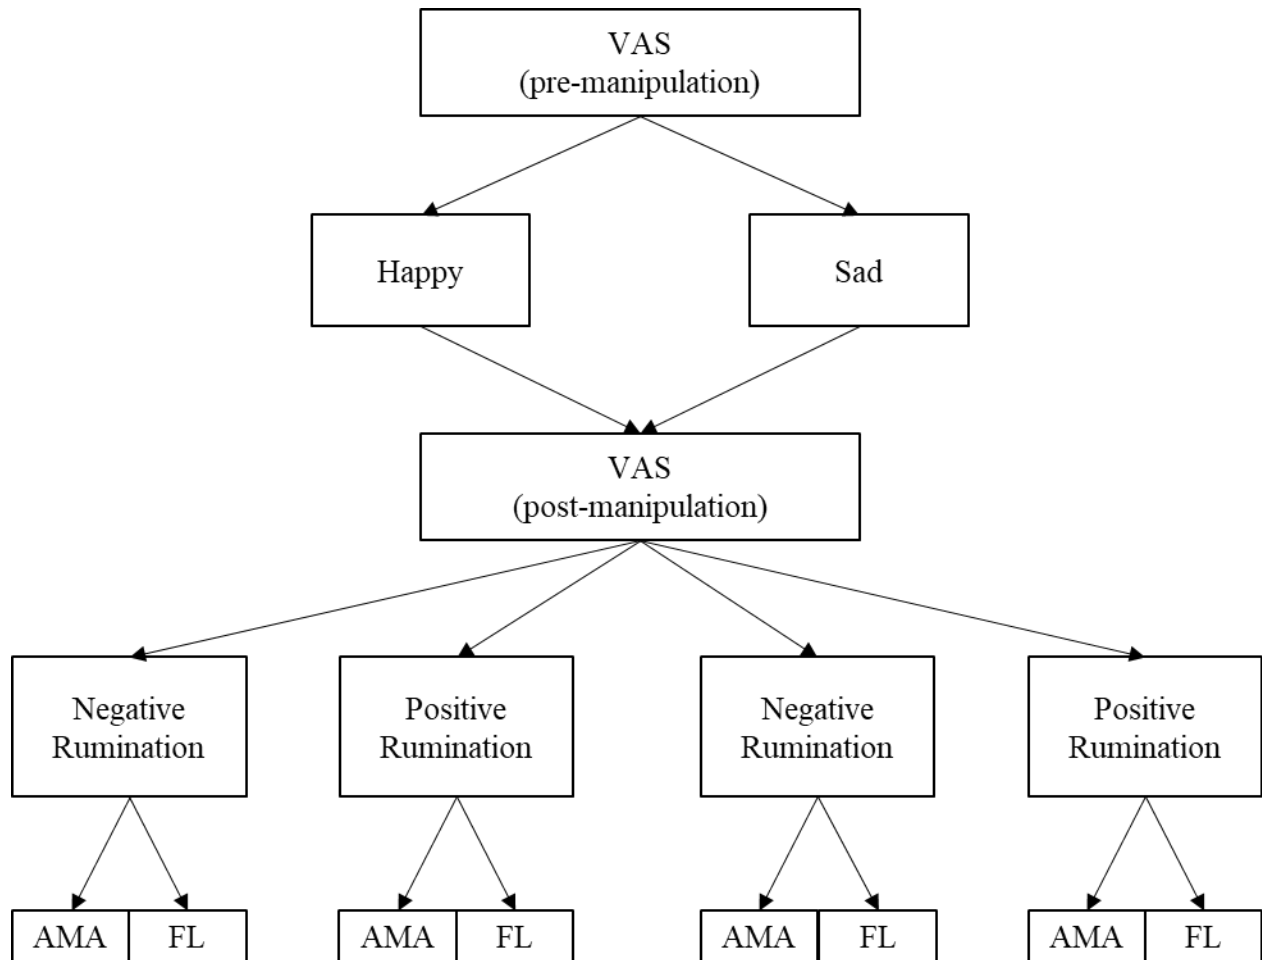 VAS
(pre-manipulation)
Happy
Sad
VAS
(post-manipulation)
Negative
Rumination
Positive
Rumination
Negative
Rumination
Positive
Rumination
AMA
FL
AMA
FL
AMA
FL
AMA
FL